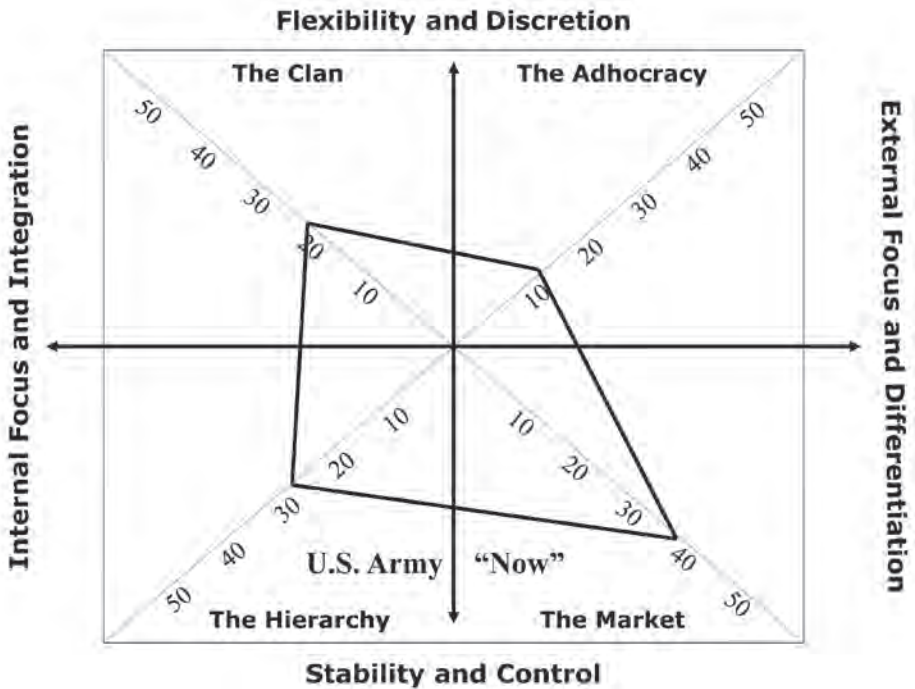 Flexibility and Discretion
The Clan
The Adhocracy
50
40
30
20
10
50
40
30
20
10
Internal Focus and Integration
External Focus and Differentiation
10
20
30
40
50
10
20
30
40
50
U.S. Army “Now”
The Hierarchy
The Market
Stability and Control